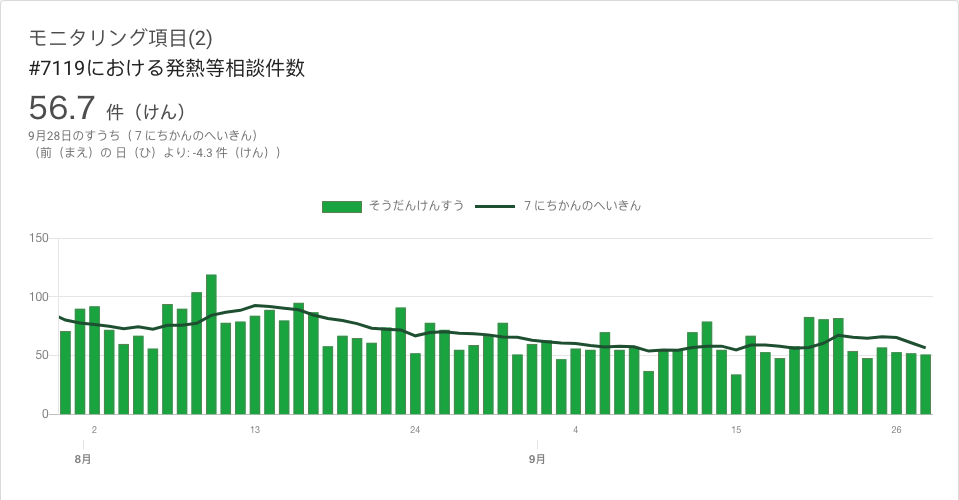 モニタリング項目(2)
#7119における発熱等相談件数
56.7 件（けん）
9月28日のすうち（７にちかんのへいきん）
（前（まえ）の 日（ひ）より: -4.3 件（けん））
そうだんけんすう ７にちかんのへいきん
150
100
50
0
2 13 24 4 15 26
8月 9月